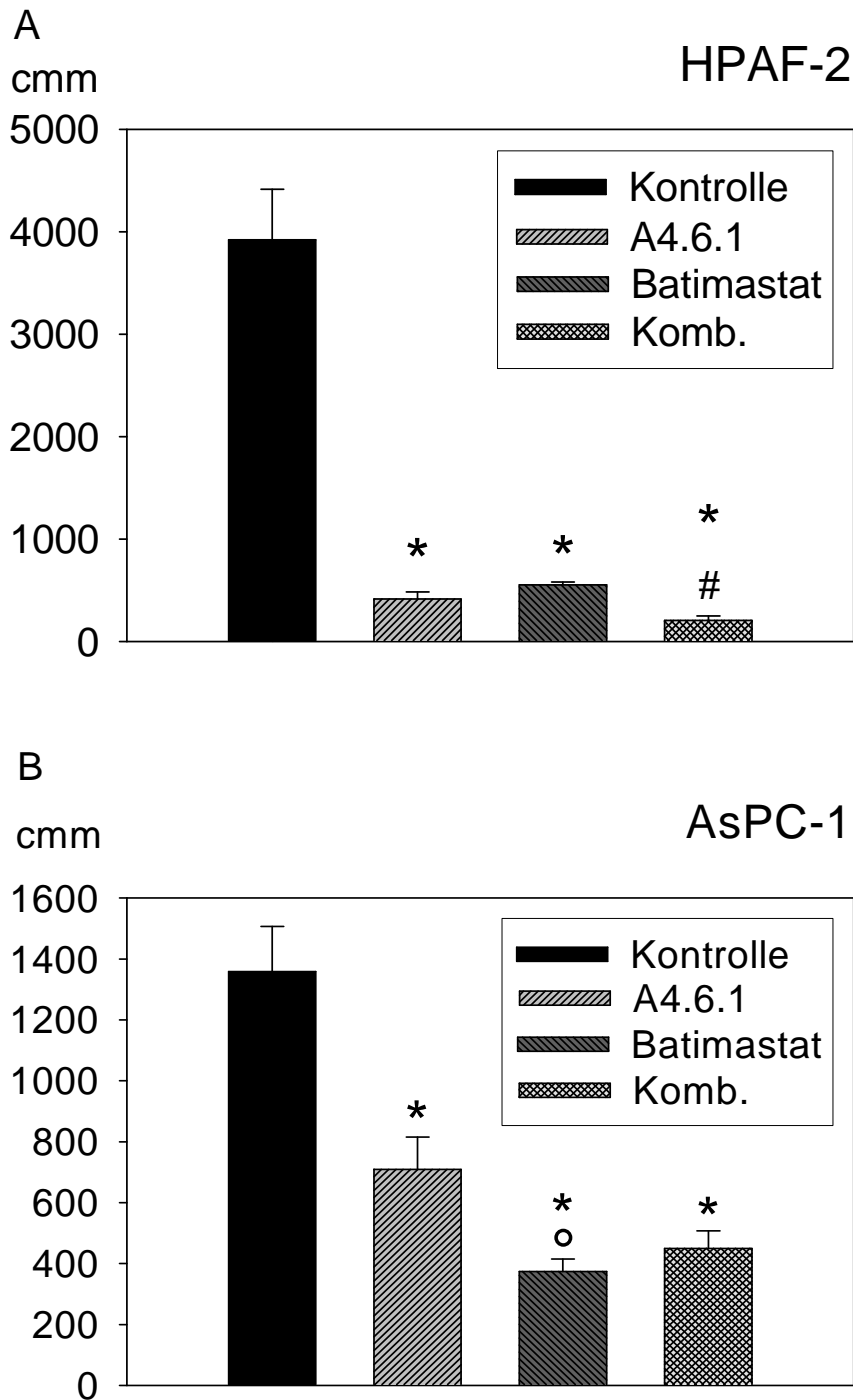 A
cmm
HPAF-2
5000
4000
3000
2000
1000
0
Kontrolle
A4.6.1
Batimastat
Komb.
*
*
*
#
B
cmm
AsPC-1
1600
1400
1200
1000
800
600
400
200
0
Kontrolle
A4.6.1
Batimastat
Komb.
*
*
°
*